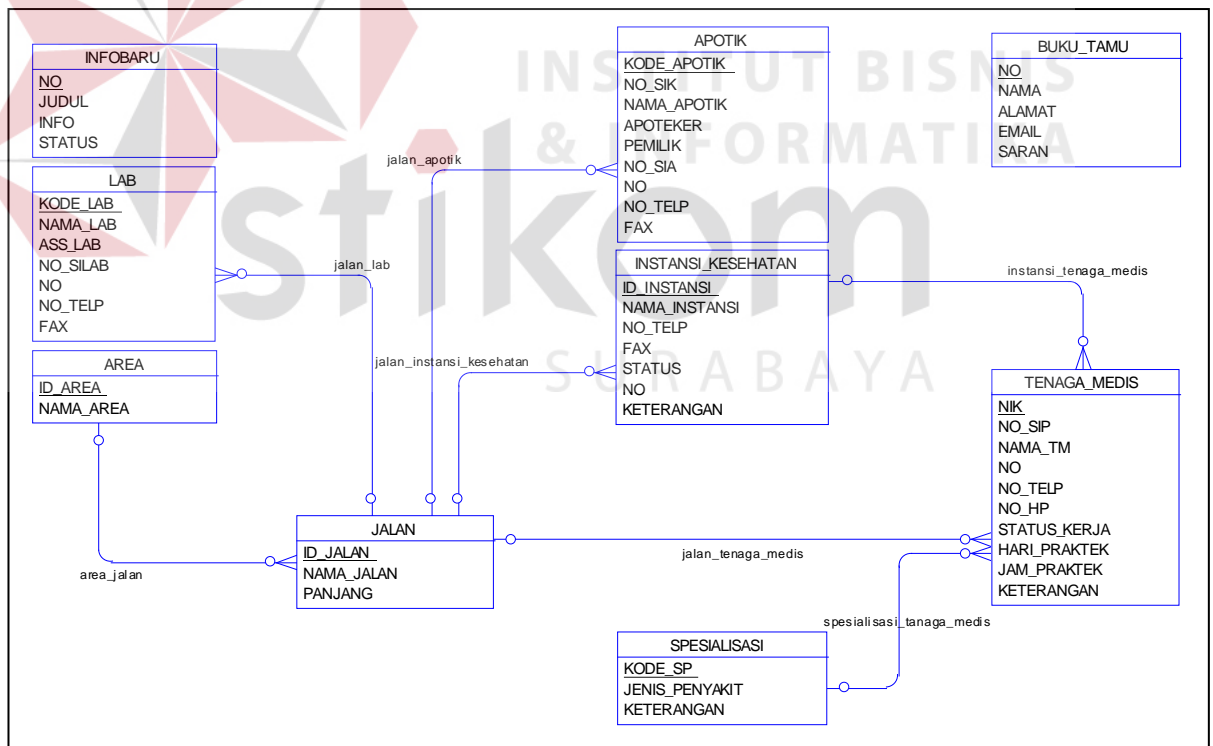 INFOBARU
NO
JUDUL
INFO
STATUS
LAB
KODE_LAB
NAMA_LAB
ASS_LAB
NO_SILAB
NO
NO_TELP
FAX
AREA
ID_AREA
NAMA_AREA
area_jalan
jalan_lab
jalan_apotik
jalan_instansi_kesehatan
JALAN
ID_JALAN
NAMA_JALAN
PANJANG
APOTIK
KODE_APOTIK
NO_SIK
NAMA_APOTIK
APOTEKER
PEMILIK
NO_SIA
NO
NO_TELP
FAX
INSTANSI_KESEHATAN
ID_INSTANSI
NAMA_INSTANSI
NO_TELP
FAX
STATUS
NO
KETERANGAN
jalan_tenaga_medis
spesialisasi_tanaga_medis
SPESIALISASI
KODE_SP
JENIS_PENYAKIT
KETERANGAN
BUKU_TAMU
NO
NAMA
ALAMAT
EMAIL
SARAN
instansi_tenaga_medis
TENAGA_MEDIS
NIK
NO_SIP
NAMA_TM
NO
NO_TELP
NO_HP
STATUS_KERJA
HARI_PRAKTEK
JAM_PRAKTEK
KETERANGAN
INSTITUT BISNIS
& INFORMATIKA
stikom
SURABAYA